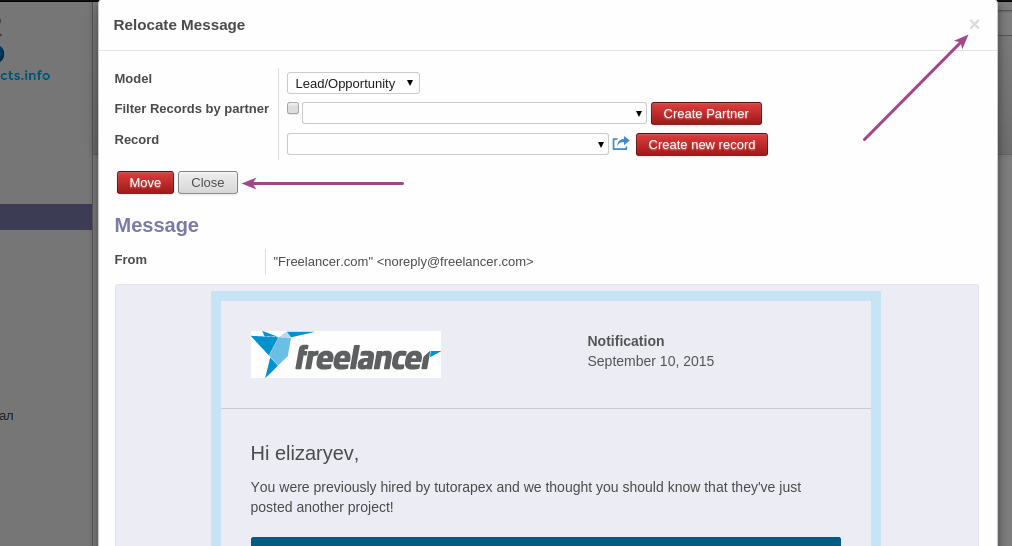 Relocate Message
×
cts.info
Model
Lead/Opportunity
Filter Records by partner
Create Partner
Record
Create new record
Move
Close
Message
From
"Freelancer.com" <noreply@freelancer.com>
freelancer
Notification
September 10, 2015
ал
Hi elizaryev,
You were previously hired by tutorapex and we thought you should know that they've just
posted another project!